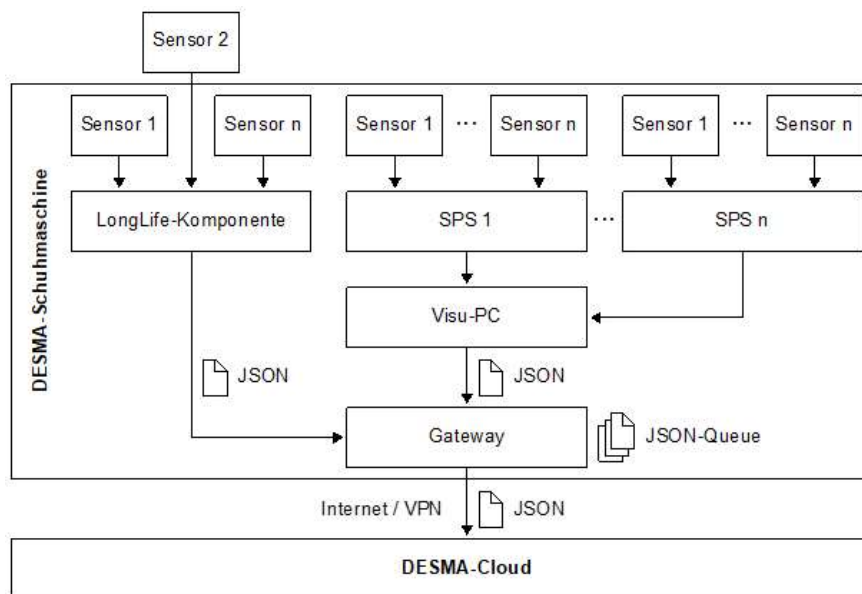 Sensor 2
DESMA-Schuhmaschine
Sensor 1
Sensor n
Sensor 1 ... Sensor n
Sensor 1 ... Sensor n
LongLife-Komponente
SPS 1 ... SPS n
Visu-PC
JSON
JSON
Gateway
JSON-Queue
Internet / VPN
JSON
DESMA-Cloud